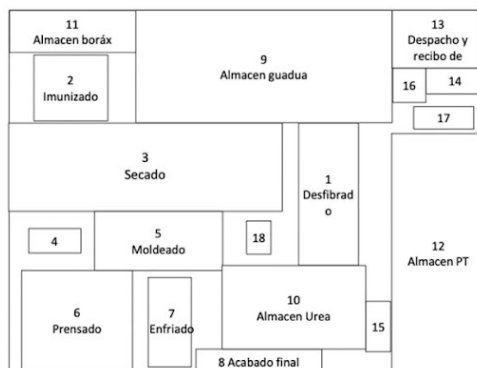 11
Almacen boráx
2
Imunizado
9
Almacen guadua
13
Despacho y
recibo de
16
14
17
3
Secado
1
Desfibrad
o
4
5
Moldeado
18
12
Almacen PT
6
Prensado
7
Enfriado
10
Almacen Urea
15
8 Acabado final